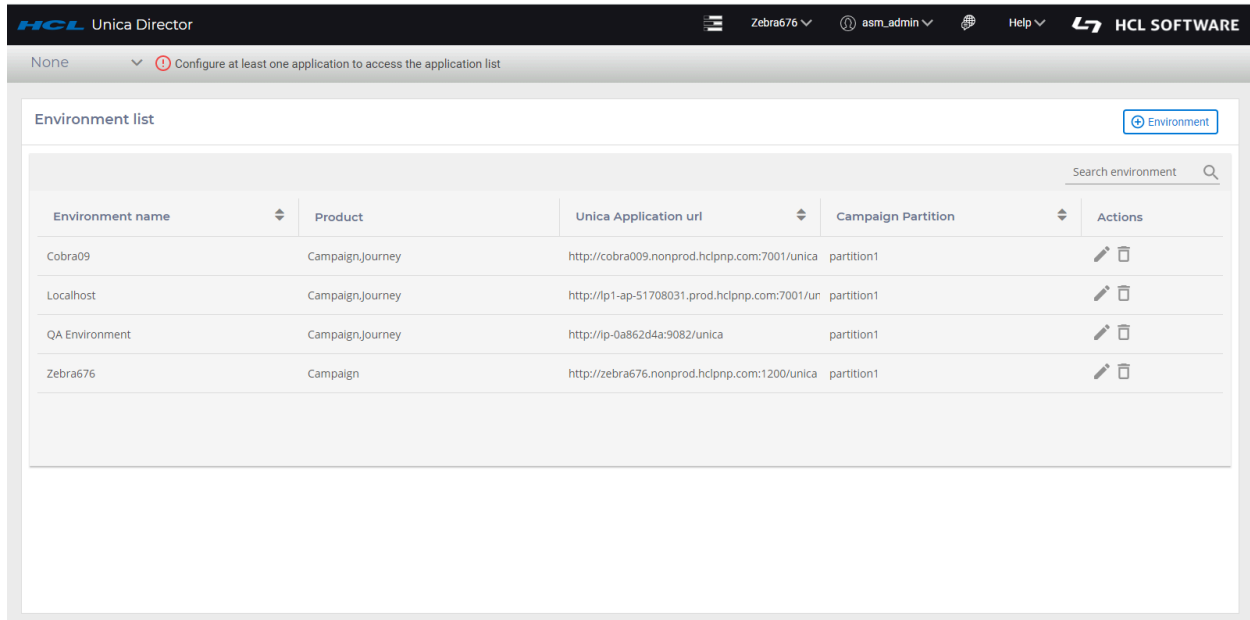 HCL Unica Director Zebra676 asm_admin Help HCL SOFTWARE
None Configure at least one application to access the application list
Environment list Environment
Search environment
Environment name Product Unica Application url Campaign Partition Actions
Cobra09 Campaign,Journey http://cobra009.nonprod.hclpnp.com:7001/unica partition1
Localhost Campaign,Journey http://lp1-ap-51708031.prod.hclpnp.com:7001/un partition1
QA Environment Campaign,Journey http://ip-0a862d4a:9082/unica partition1
Zebra676 Campaign http://zebra676.nonprod.hclpnp.com:1200/unica partition1